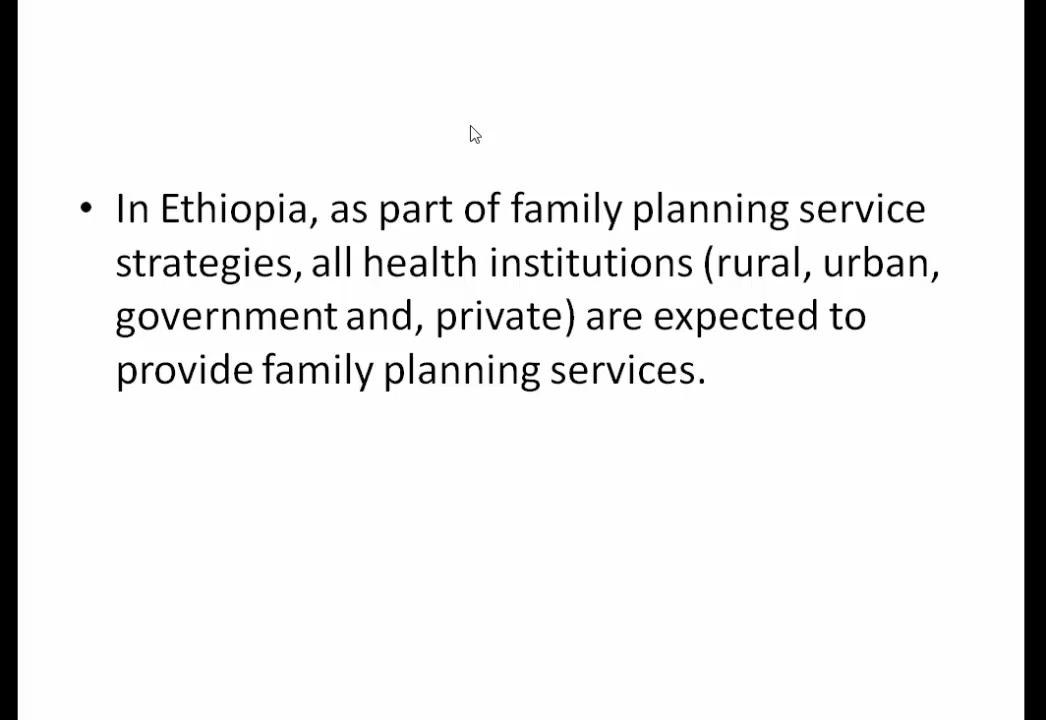 • In Ethiopia, as part of family planning service
strategies, all health institutions (rural, urban,
government and, private) are expected to
provide family planning services.